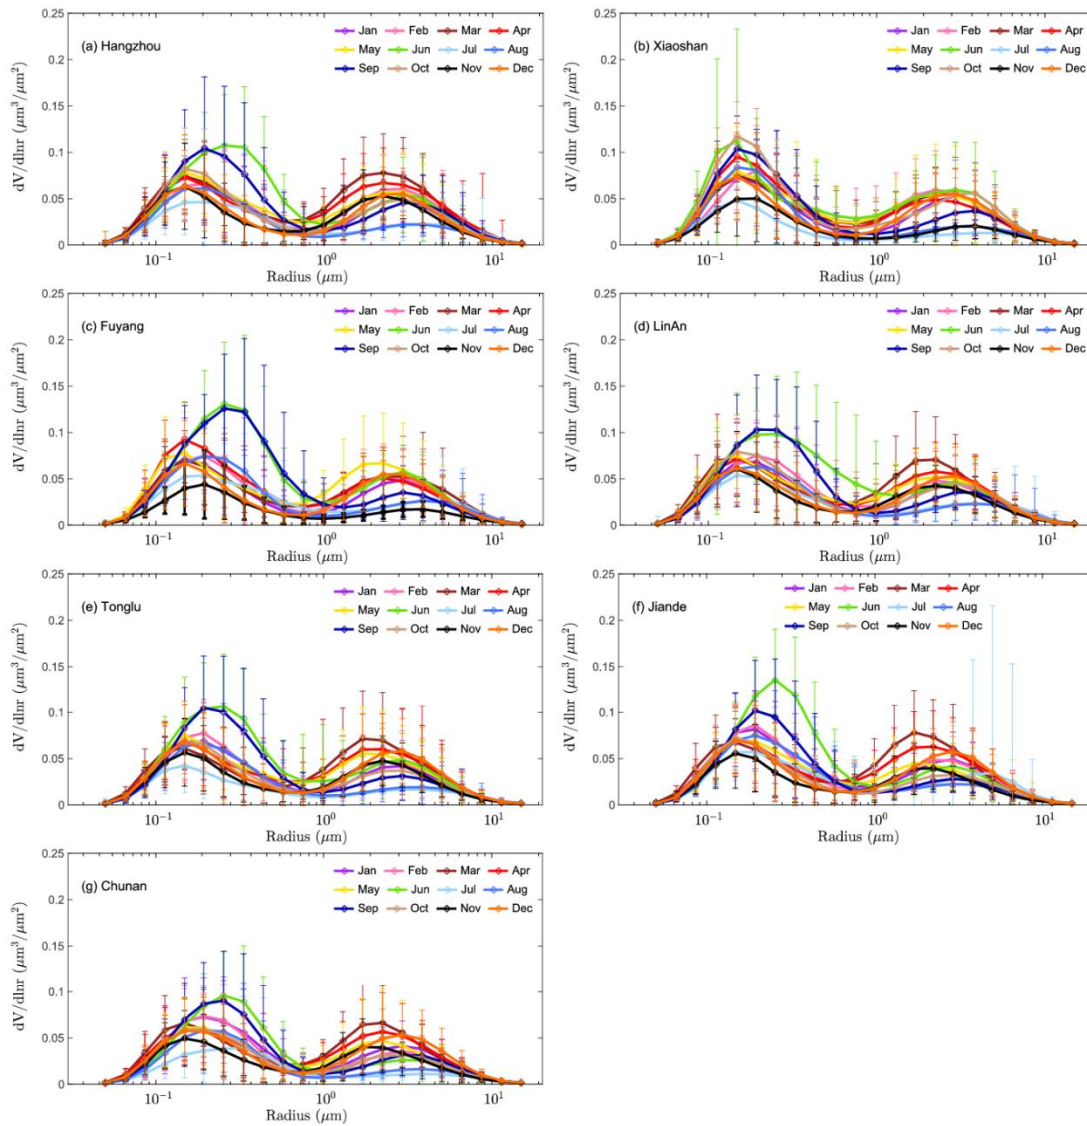 (a) Hangzhou
Jan Feb Mar Apr
May Jun Jul Aug
Sep Oct Nov Dec
dV/dlnr (μm³/μm²)
0.25
0.2
0.15
0.1
0.05
0
10⁻¹ 10⁰ 10¹
Radius (μm)
(b) Xiaoshan
Jan Feb Mar Apr
May Jun Jul Aug
Sep Oct Nov Dec
dV/dlnr (μm³/μm²)
0.25
0.2
0.15
0.1
0.05
0
10⁻¹ 10⁰ 10¹
Radius (μm)
(c) Fuyang
Jan Feb Mar Apr
May Jun Jul Aug
Sep Oct Nov Dec
dV/dlnr (μm³/μm²)
0.25
0.2
0.15
0.1
0.05
0
10⁻¹ 10⁰ 10¹
Radius (μm)
(d) LinAn
Jan Feb Mar Apr
May Jun Jul Aug
Sep Oct Nov Dec
dV/dlnr (μm³/μm²)
0.25
0.2
0.15
0.1
0.05
0
10⁻¹ 10⁰ 10¹
Radius (μm)
(e) Tonglu
Jan Feb Mar Apr
May Jun Jul Aug
Sep Oct Nov Dec
dV/dlnr (μm³/μm²)
0.25
0.2
0.15
0.1
0.05
0
10⁻¹ 10⁰ 10¹
Radius (μm)
(f) Jiande
Jan Feb Mar Apr
May Jun Jul Aug
Sep Oct Nov Dec
dV/dlnr (μm³/μm²)
0.25
0.2
0.15
0.1
0.05
0
10⁻¹ 10⁰ 10¹
Radius (μm)
(g) Chunan
Jan Feb Mar Apr
May Jun Jul Aug
Sep Oct Nov Dec
dV/dlnr (μm³/μm²)
0.25
0.2
0.15
0.1
0.05
0
10⁻¹ 10⁰ 10¹
Radius (μm)